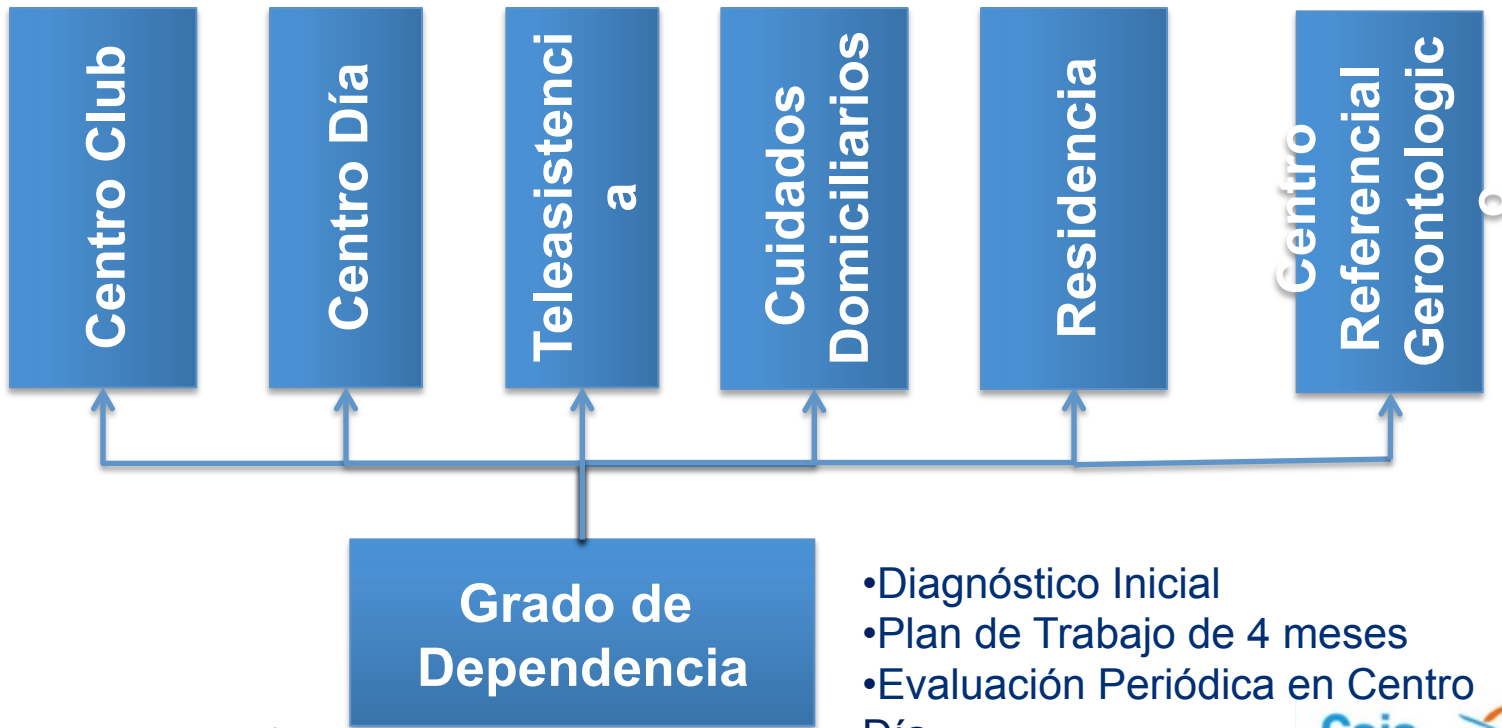 Centro Club
Centro Día
Teleasistenci
a
Cuidados
Domiciliarios
Residencia
Centro
Referencial
Gerontologic
o
Grado de
Dependencia
•Diagnóstico Inicial
•Plan de Trabajo de 4 meses
•Evaluación Periódica en Centro
Día